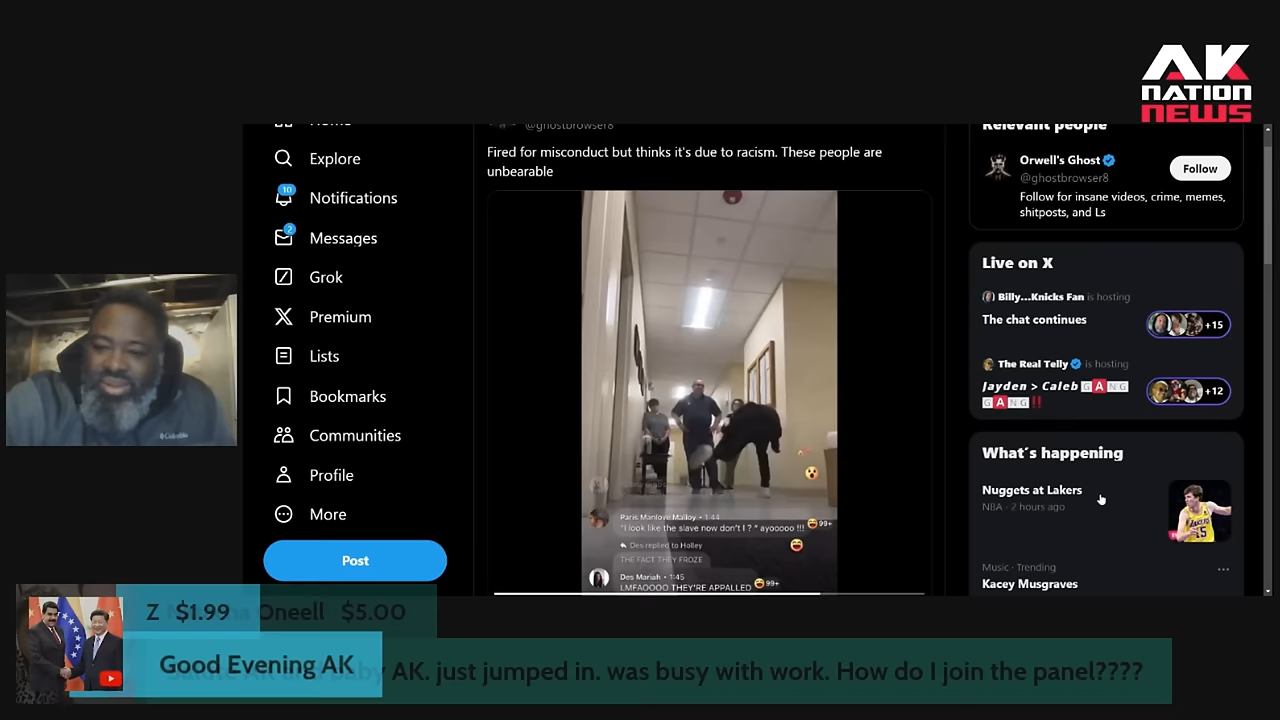 AK
NATION
NEWS
Home
@ghostbrowser8
Fired for misconduct but thinks it's due to racism. These people are
unbearable
Explore
10
Notifications
2
Messages
Grok
Premium
Lists
Bookmarks
Communities
Profile
More
Post
Columbia
Paris Manlove Malloy • 1:44
"I look like the slave now don't I ? " ayooooo !!!
99+
Des replied to Holley
THE FACT THEY FROZE
Des Mariah • 1:45
LMFAOOOO THEY'RE APPALLED
99+
Relevant people
Orwell's Ghost
@ghostbrowser8
Follow
Follow for insane videos, crime, memes,
shitposts, and Ls
Live on X
Billy...Knicks Fan is hosting
The chat continues
+15
The Real Telly is hosting
Jayden > Caleb G A N G
G A N G
+12
What's happening
Nuggets at Lakers
NBA · 2 hours ago
Music · Trending
Kacey Musgraves
Z $1.99
Oneell $5.00
Good Evening AK
AK. just jumped in. was busy with work. How do I join the panel????